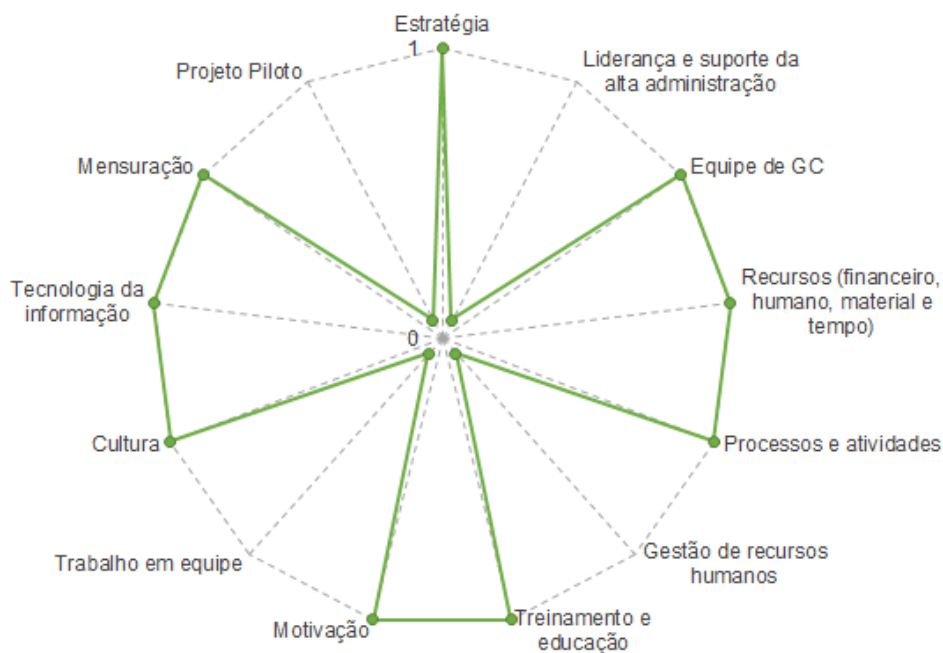 Estratégia
1
Liderança e suporte da
alta administração
Equipe de GC
Recursos (financeiro,
humano, material e
tempo)
Processos e atividades
Gestão de recursos
humanos
Treinamento e
educação
Motivação
Trabalho em equipe
Cultura
Tecnologia da
informação
Mensuração
Projeto Piloto
0